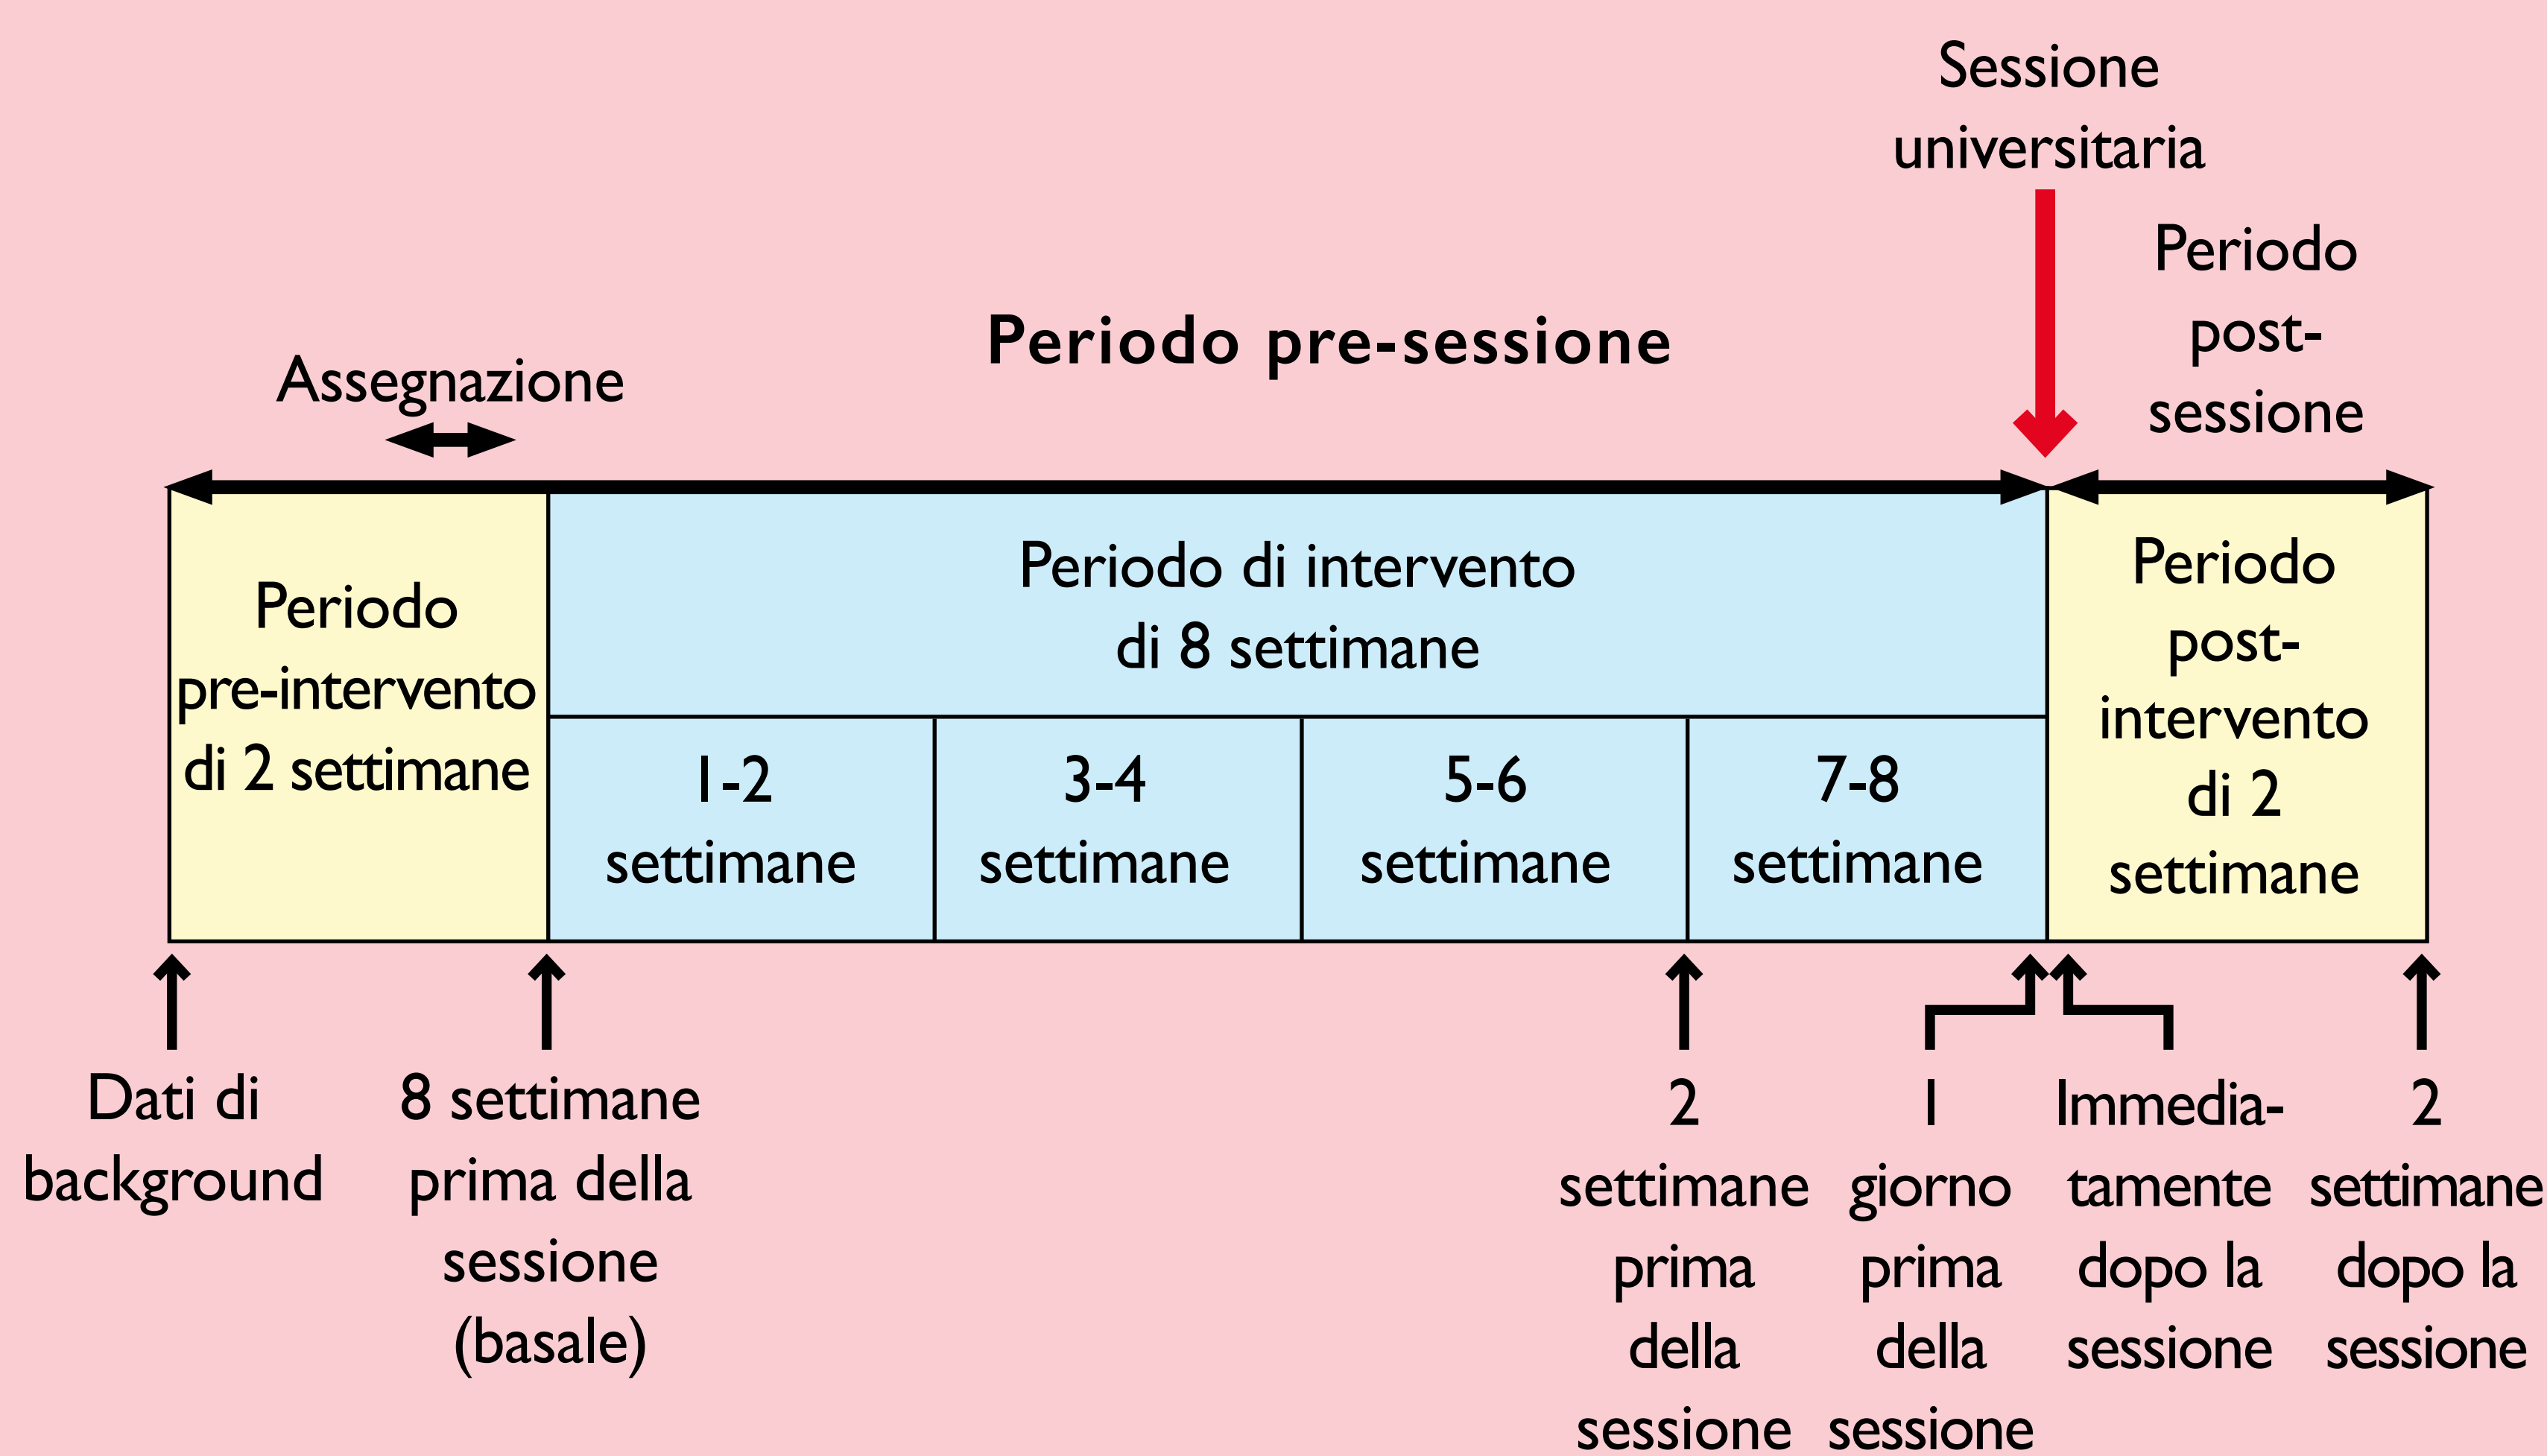 Sessione
universitaria
Periodo
post-
sessione
Periodo pre-sessione
Assegnazione
Periodo
pre-intervento
di 2 settimane
Periodo di intervento
di 8 settimane
1-2
settimane
3-4
settimane
5-6
settimane
7-8
settimane
Periodo
post-
intervento
di 2
settimane
Dati di
background
8 settimane
prima della
sessione
(basale)
2
settimane
prima
della
sessione
1
giorno
prima
della
sessione
Immedia-
tamente
dopo la
sessione
2
settimane
dopo la
sessione